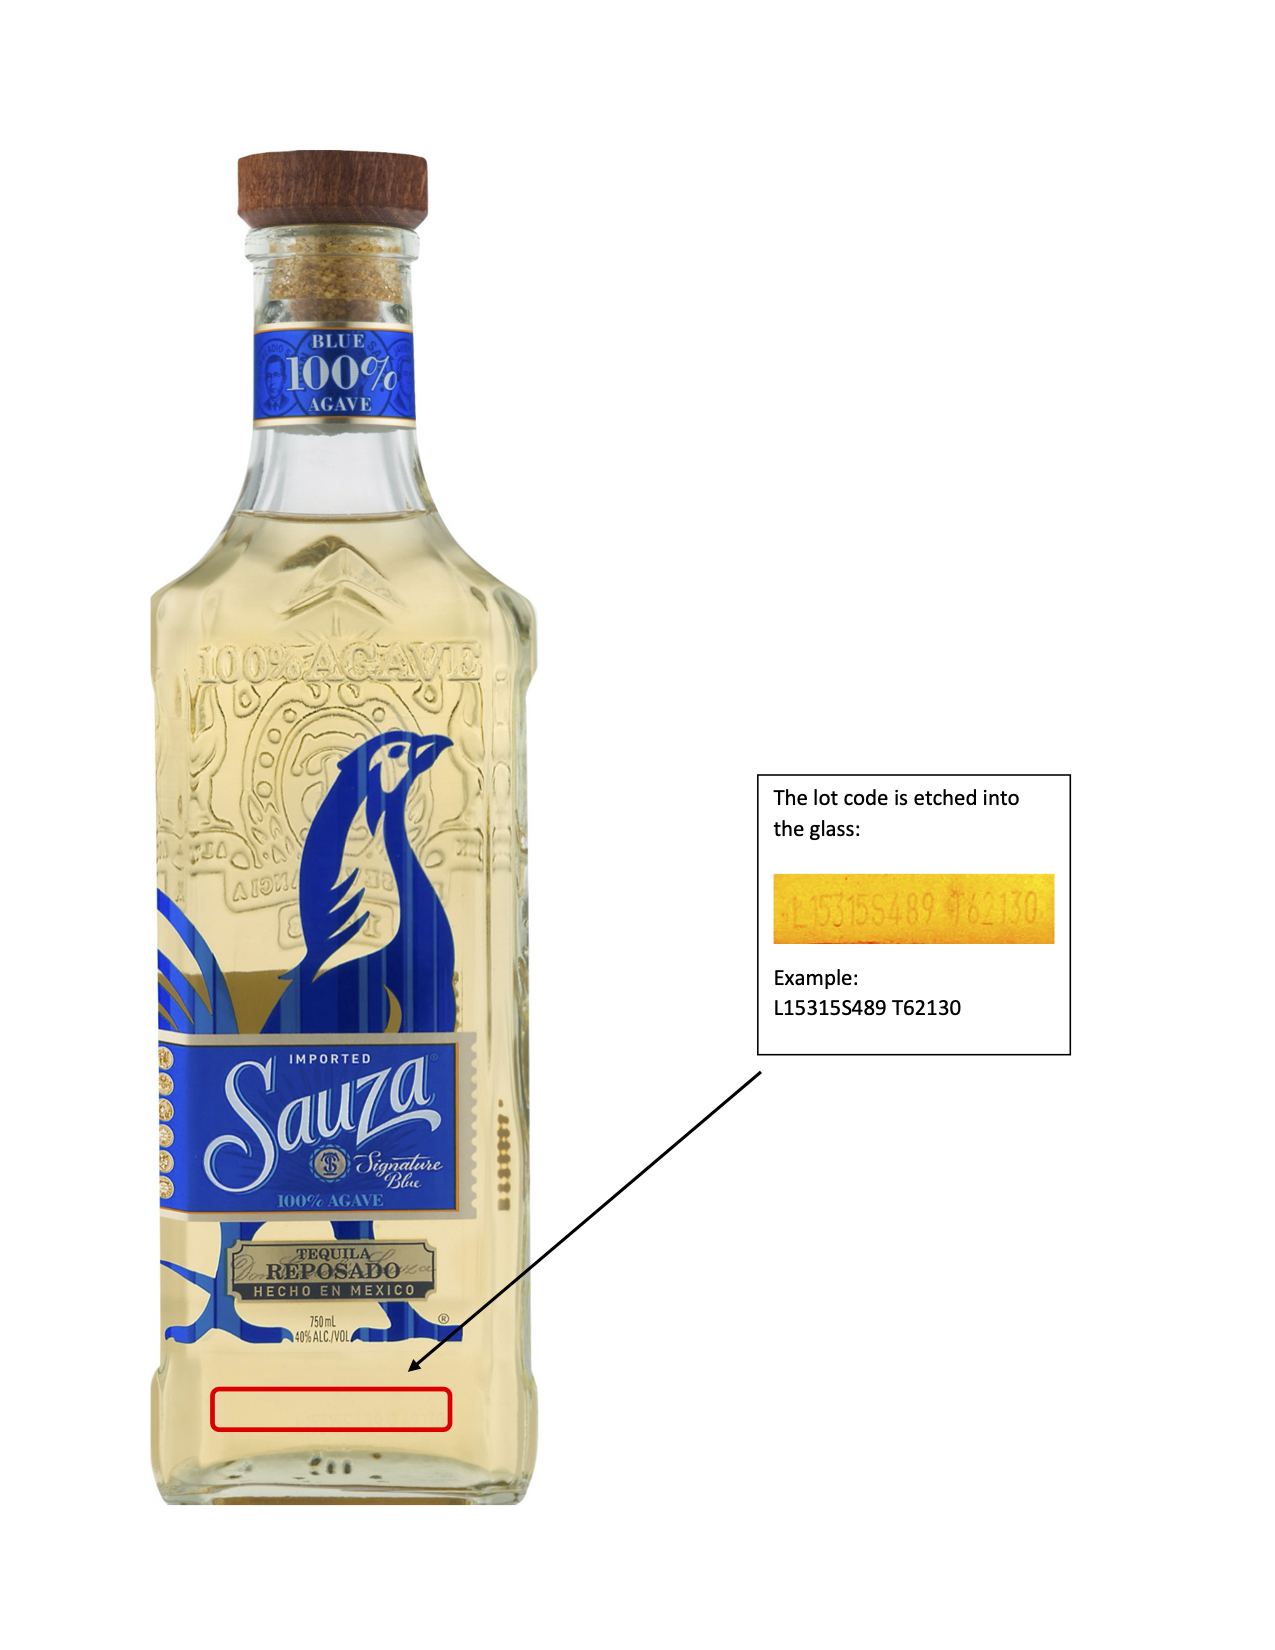 BLUE
100%
AGAVE
100% AGAVE
IMPORTED
Sauza®
Signature
Blue
100% AGAVE
TEQUILA
REPOSADO
HECHO EN MEXICO
750 mL
40% ALC./VOL
®
The lot code is etched into
the glass:
L15315S489 T62130
Example:
L15315S489 T62130